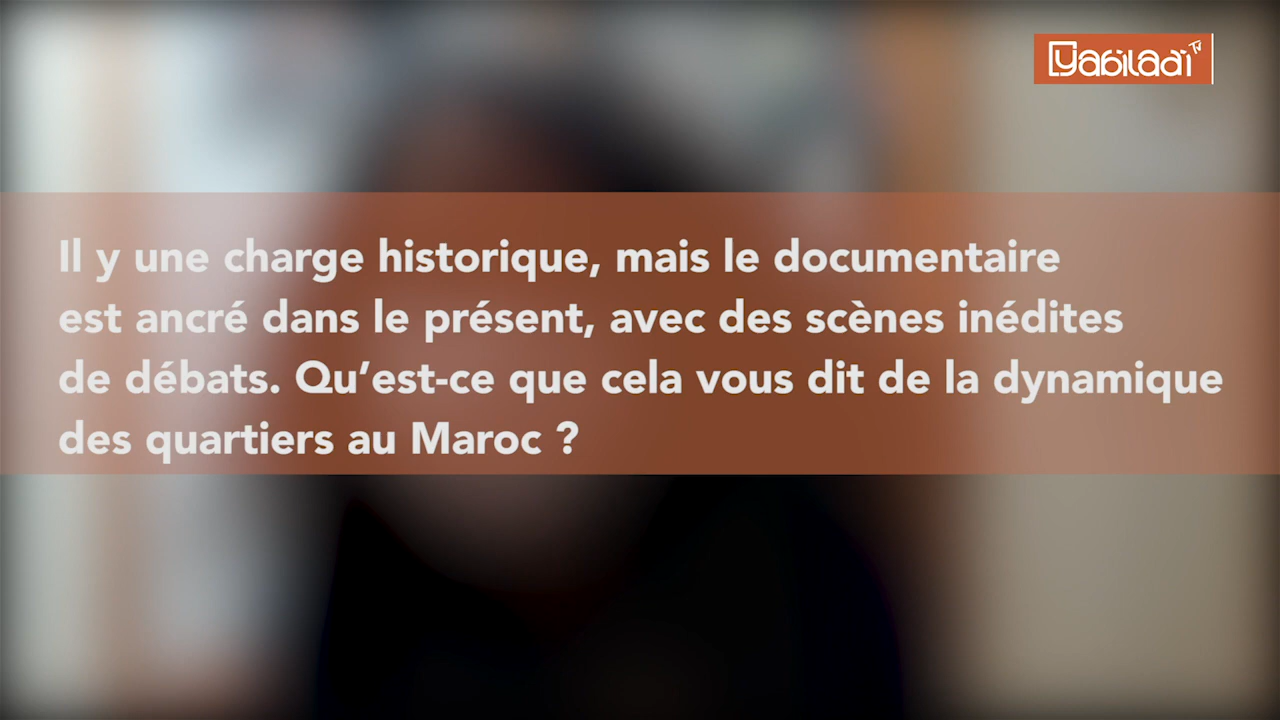 Yabiladi TV
Il y une charge historique, mais le documentaire
est ancré dans le présent, avec des scènes inédites
de débats. Qu’est-ce que cela vous dit de la dynamique
des quartiers au Maroc ?